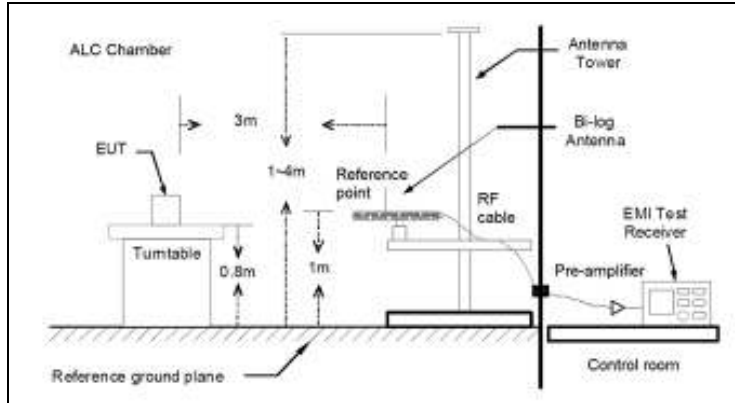 ALC Chamber
Antenna
Tower
3m
Bi-log
Antenna
EUT
1~4m
Reference
point
RF
cable
EMI Test
Receiver
Turntable
0.8m
1m
Pre-amplifier
Reference ground plane
Control room